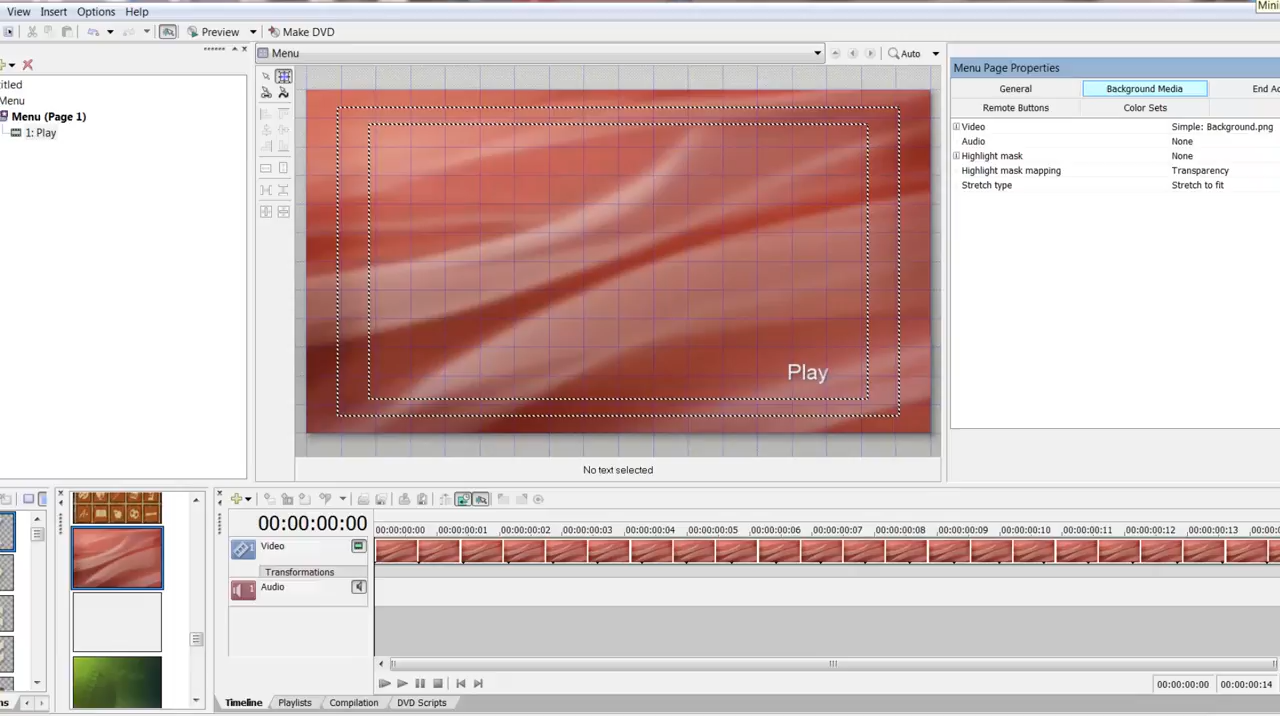 Mini
View Insert Options Help
Preview Make DVD
Menu
Auto
Menu Page Properties
titled
Menu
Menu (Page 1)
1: Play
General Background Media End Ac
Remote Buttons Color Sets
Video Simple: Background.png
Audio None
Highlight mask None
Highlight mask mapping Transparency
Stretch type Stretch to fit
Play
No text selected
00:00:00:00
00:00:00:00 00:00:00:01 00:00:00:02 00:00:00:03 00:00:00:04 00:00:00:05 00:00:00:06 00:00:00:07 00:00:00:08 00:00:00:09 00:00:00:10 00:00:00:11 00:00:00:12 00:00:00:13
1 Video
Transformations
1 Audio
00:00:00:00 00:00:00:14
ns
Timeline Playlists Compilation DVD Scripts